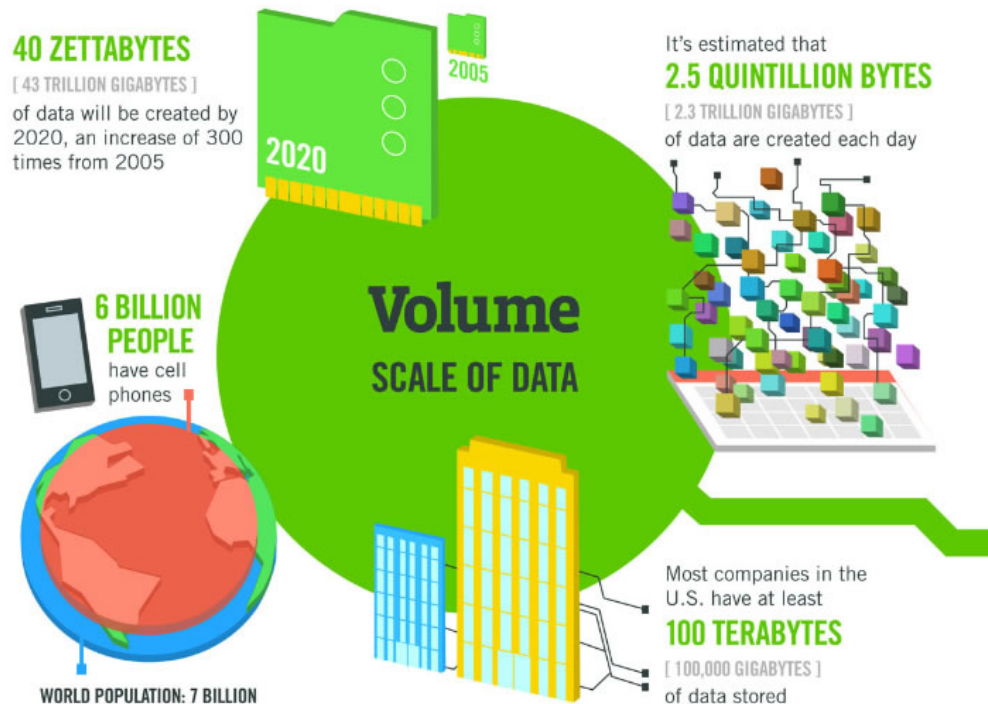 40 ZETTABYTES
[ 43 TRILLION GIGABYTES ]
of data will be created by
2020, an increase of 300
times from 2005
2020
2005
It's estimated that
2.5 QUINTILLION BYTES
[ 2.3 TRILLION GIGABYTES ]
of data are created each day
6 BILLION
PEOPLE
have cell
phones
Volume
SCALE OF DATA
WORLD POPULATION: 7 BILLION
Most companies in the
U.S. have at least
100 TERABYTES
[ 100,000 GIGABYTES ]
of data stored